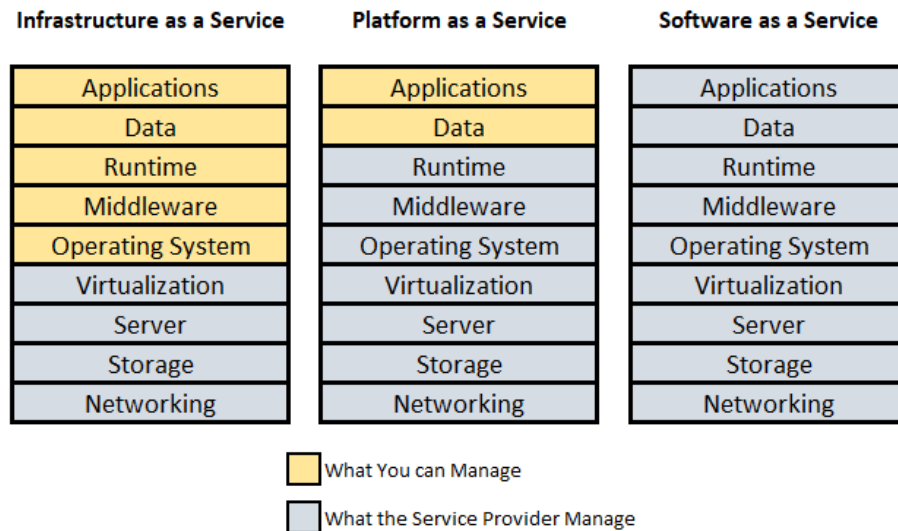 Infrastructure as a Service
Applications
Data
Runtime
Middleware
Operating System
Virtualization
Server
Storage
Networking
Platform as a Service
Applications
Data
Runtime
Middleware
Operating System
Virtualization
Server
Storage
Networking
Software as a Service
Applications
Data
Runtime
Middleware
Operating System
Virtualization
Server
Storage
Networking
What You can Manage
What the Service Provider Manage